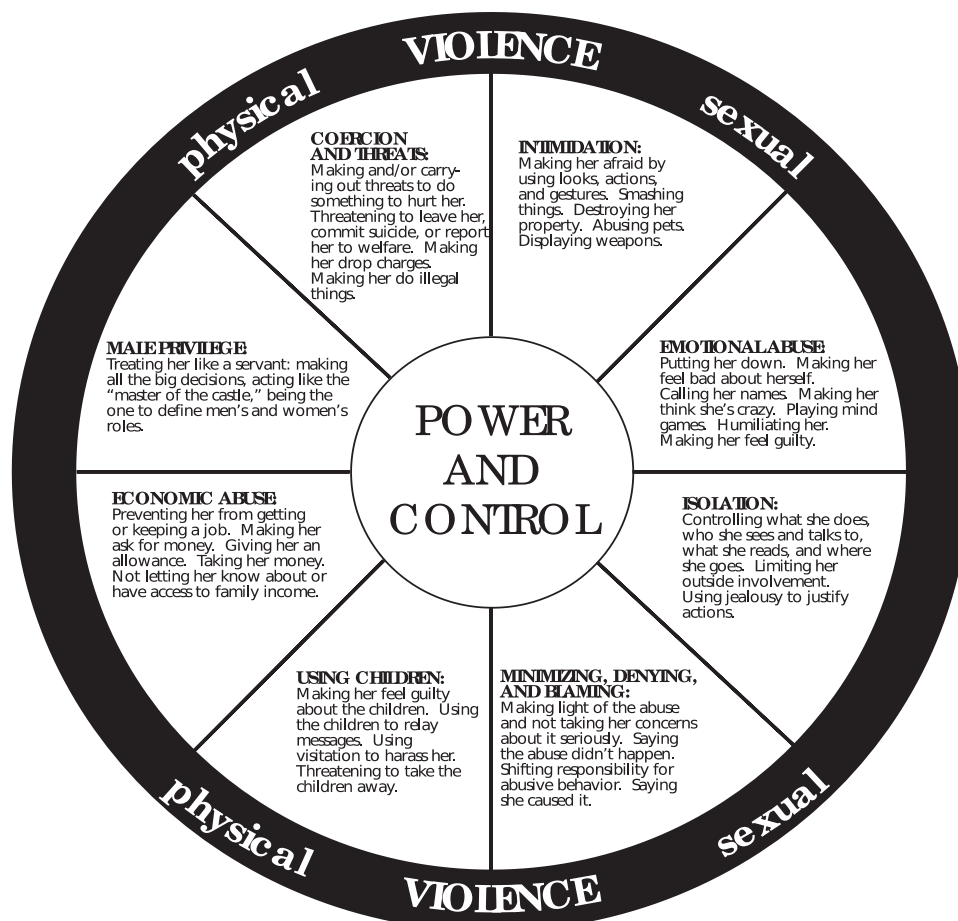 physical VIOLENCE sexual
COERCION
AND THREATS:
Making and/or carry-
ing out threats to do
something to hurt her.
Threatening to leave her,
commit suicide, or report
her to welfare. Making
her drop charges.
Making her do illegal
things.
INTIMIDATION:
Making her afraid by
using looks, actions,
and gestures. Smashing
things. Destroying her
property. Abusing pets.
Displaying weapons.
EMOTIONAL ABUSE:
Putting her down. Making her
feel bad about herself.
Calling her names. Making her
think she's crazy. Playing mind
games. Humiliating her.
Making her feel guilty.
ISOLATION:
Controlling what she does,
who she sees and talks to,
what she reads, and where
she goes. Limiting her
outside involvement.
Using jealousy to justify
actions.
MINIMIZING, DENYING,
AND BLAMING:
Making light of the abuse
and not taking her concerns
about it seriously. Saying
the abuse didn't happen.
Shifting responsibility for
abusive behavior. Saying
she caused it.
USING CHILDREN:
Making her feel guilty
about the children. Using
the children to relay
messages. Using
visitation to harass her.
Threatening to take the
children away.
ECONOMIC ABUSE:
Preventing her from getting
or keeping a job. Making her
ask for money. Giving her an
allowance. Taking her money.
Not letting her know about or
have access to family income.
MALE PRIVILEGE:
Treating her like a servant: making
all the big decisions, acting like the
“master of the castle,” being the
one to define men's and women's
roles.
POWER
AND
CONTROL
physical VIOLENCE sexual